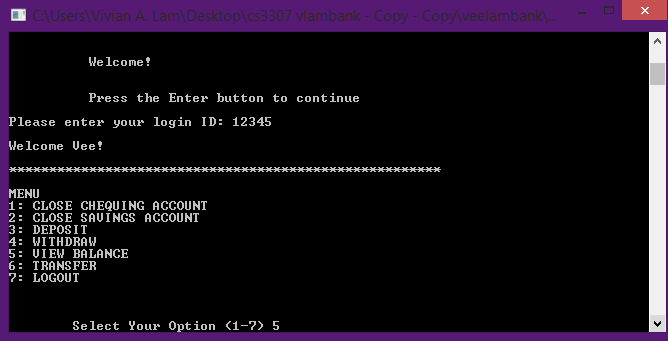 C:\Users\Vivian A. Lam\Desktop\cs3307 vlambank - Copy - Copy\veelambank\...
Welcome!
Press the Enter button to continue
Please enter your login ID: 12345
Welcome Vee!
******************************************************
MENU
1: CLOSE CHEQUING ACCOUNT
2: CLOSE SAVINGS ACCOUNT
3: DEPOSIT
4: WITHDRAW
5: VIEW BALANCE
6: TRANSFER
7: LOGOUT
Select Your Option (1-7) 5